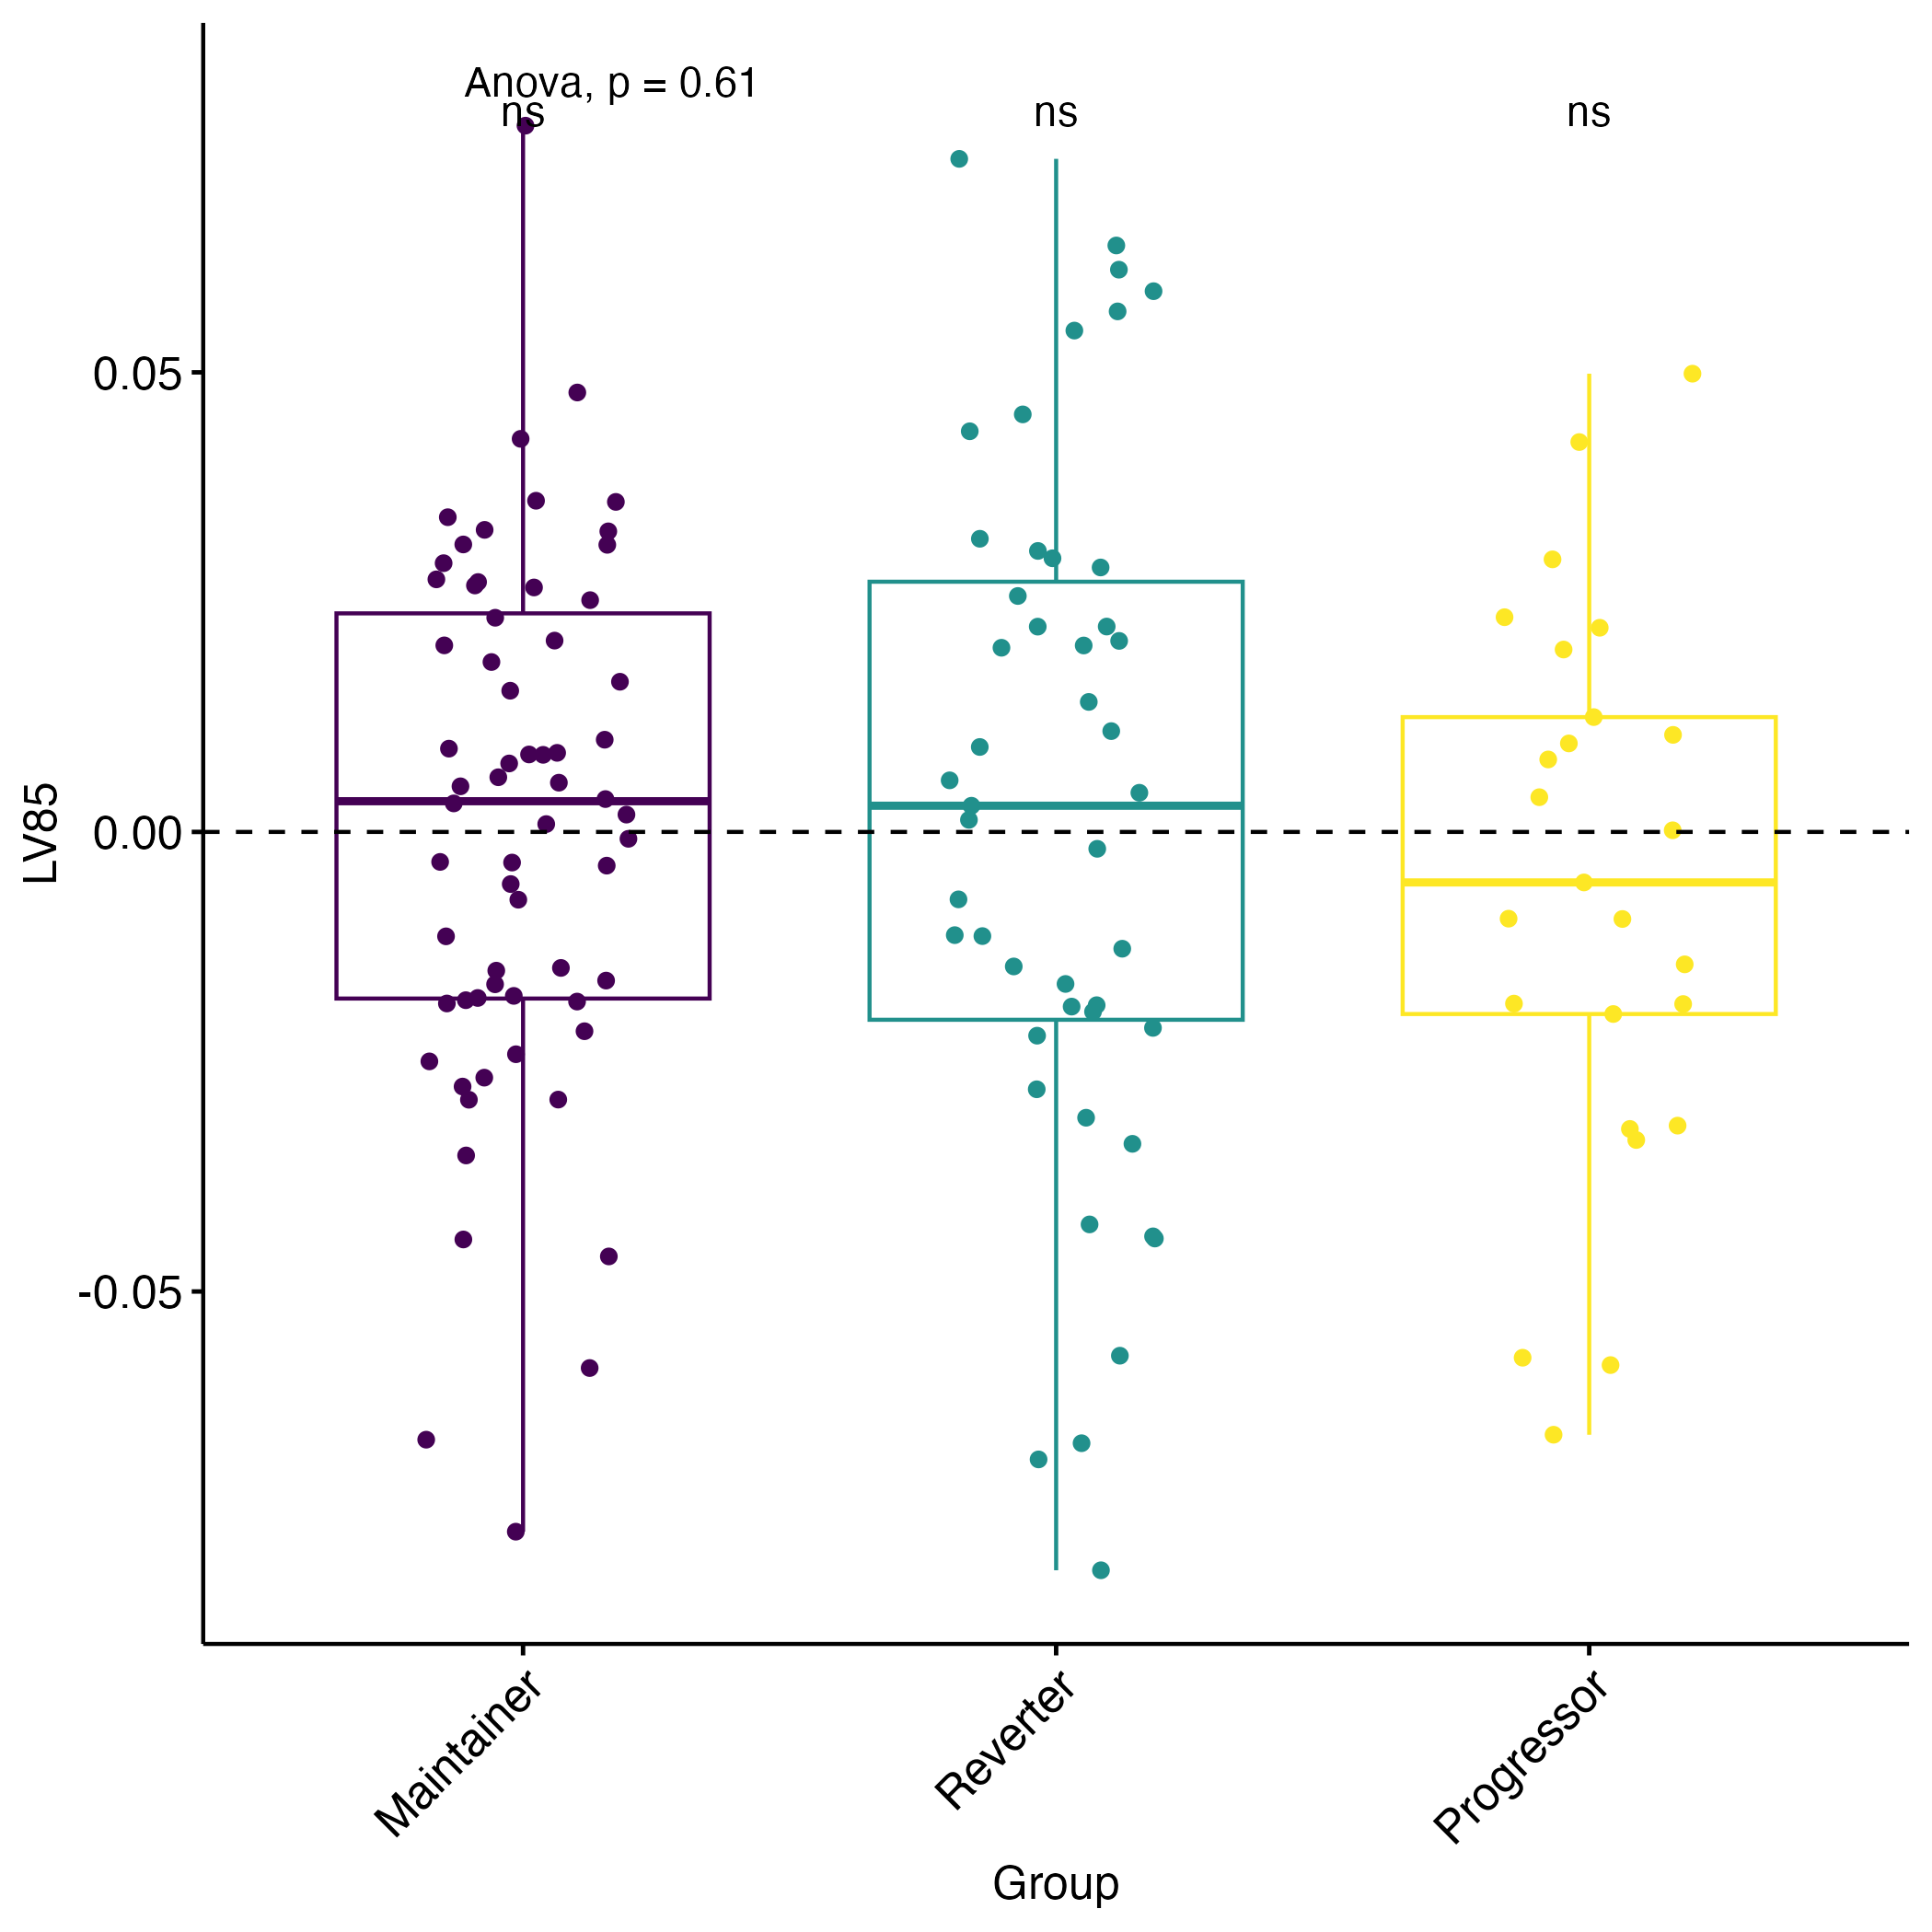 Anova, p = 0.61
ns
ns
ns
0.05
0.00
-0.05
LV85
Maintainer
Reverter
Progressor
Group